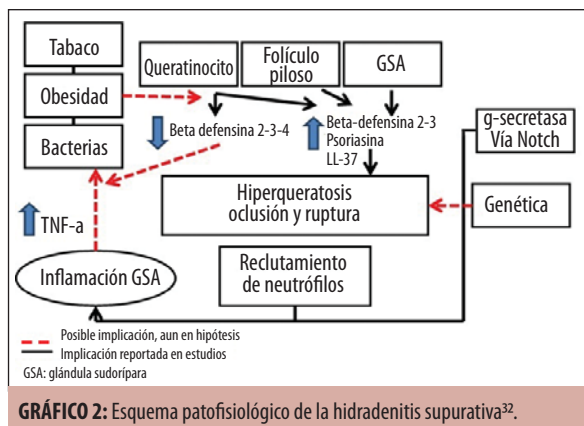 Tabaco
Obesidad
Bacterias
Queratinocito
Folículo
piloso
GSA
g-secretasa
Vía Notch
Beta defensina 2-3-4
Beta-defensina 2-3
Psoriasina
LL-37
Hiperqueratosis
oclusión y ruptura
Genética
TNF-a
Inflamación GSA
Reclutamiento
de neutrófilos
Posible implicación, aun en hipótesis
Implicación reportada en estudios
GSA: glándula sudorípara
GRÁFICO 2: Esquema patofisiológico de la hidradenitis supurativa³².